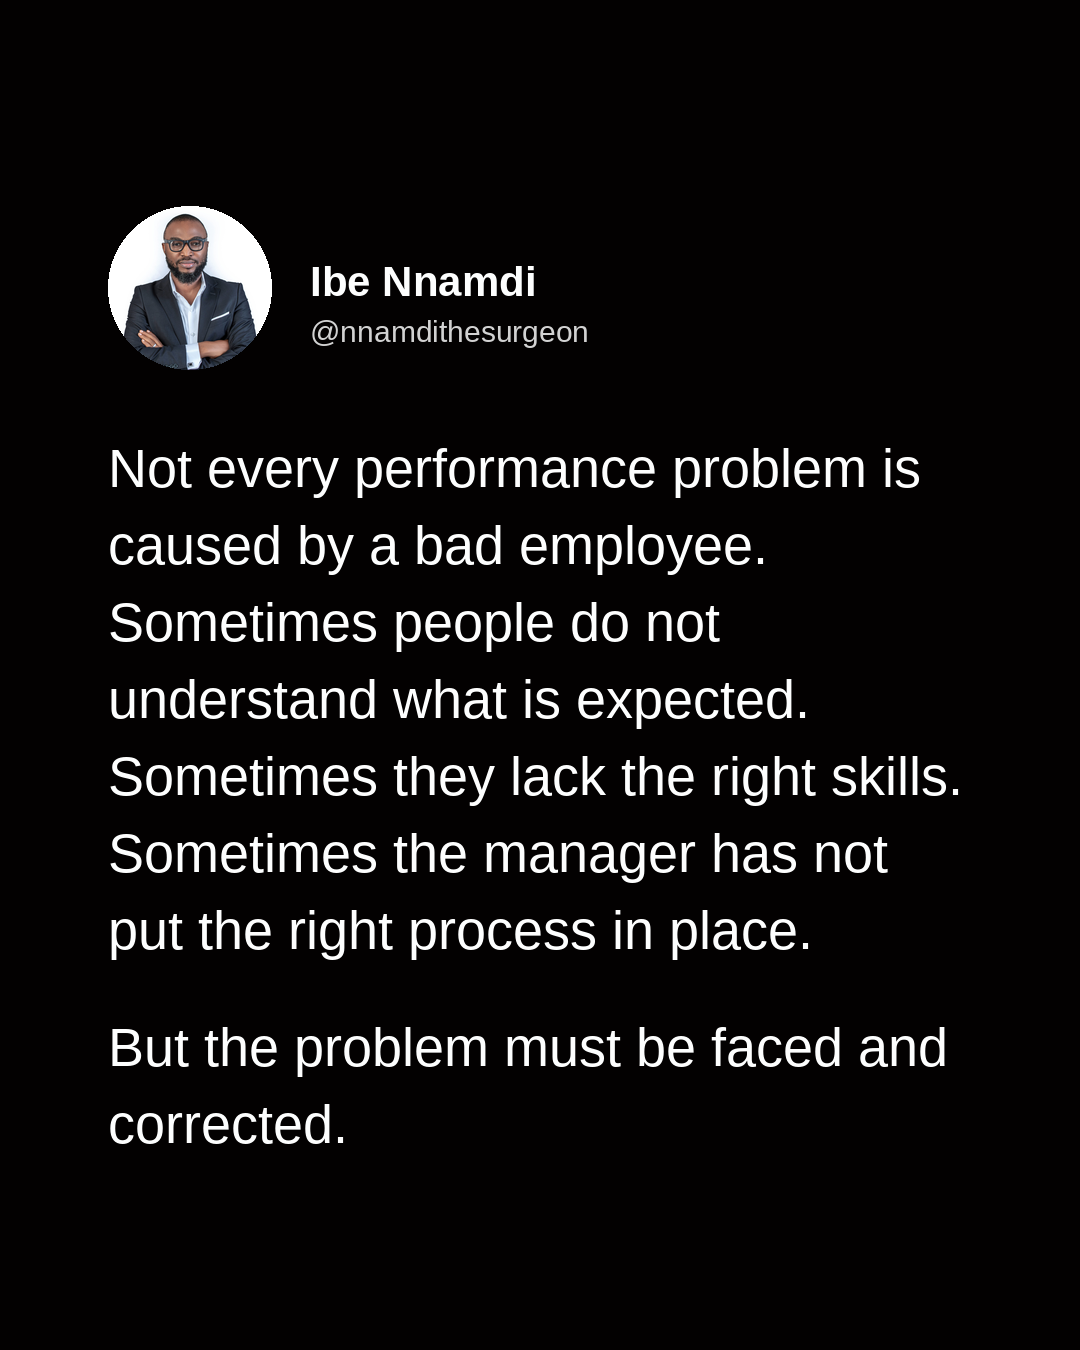 Ibe Nnamdi
@nnamdithesurgeon
Not every performance problem is
caused by a bad employee.
Sometimes people do not
understand what is expected.
Sometimes they lack the right skills.
Sometimes the manager has not
put the right process in place.
But the problem must be faced and
corrected.